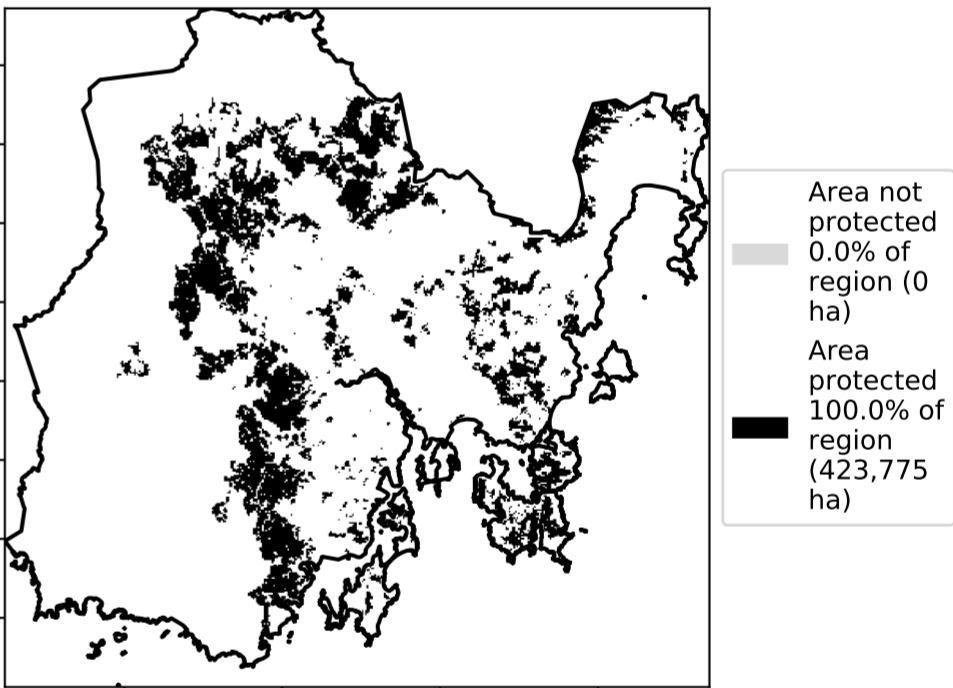 Area not
protected
0.0% of
region (0
ha)
Area
protected
100.0% of
region
(423,775
ha)